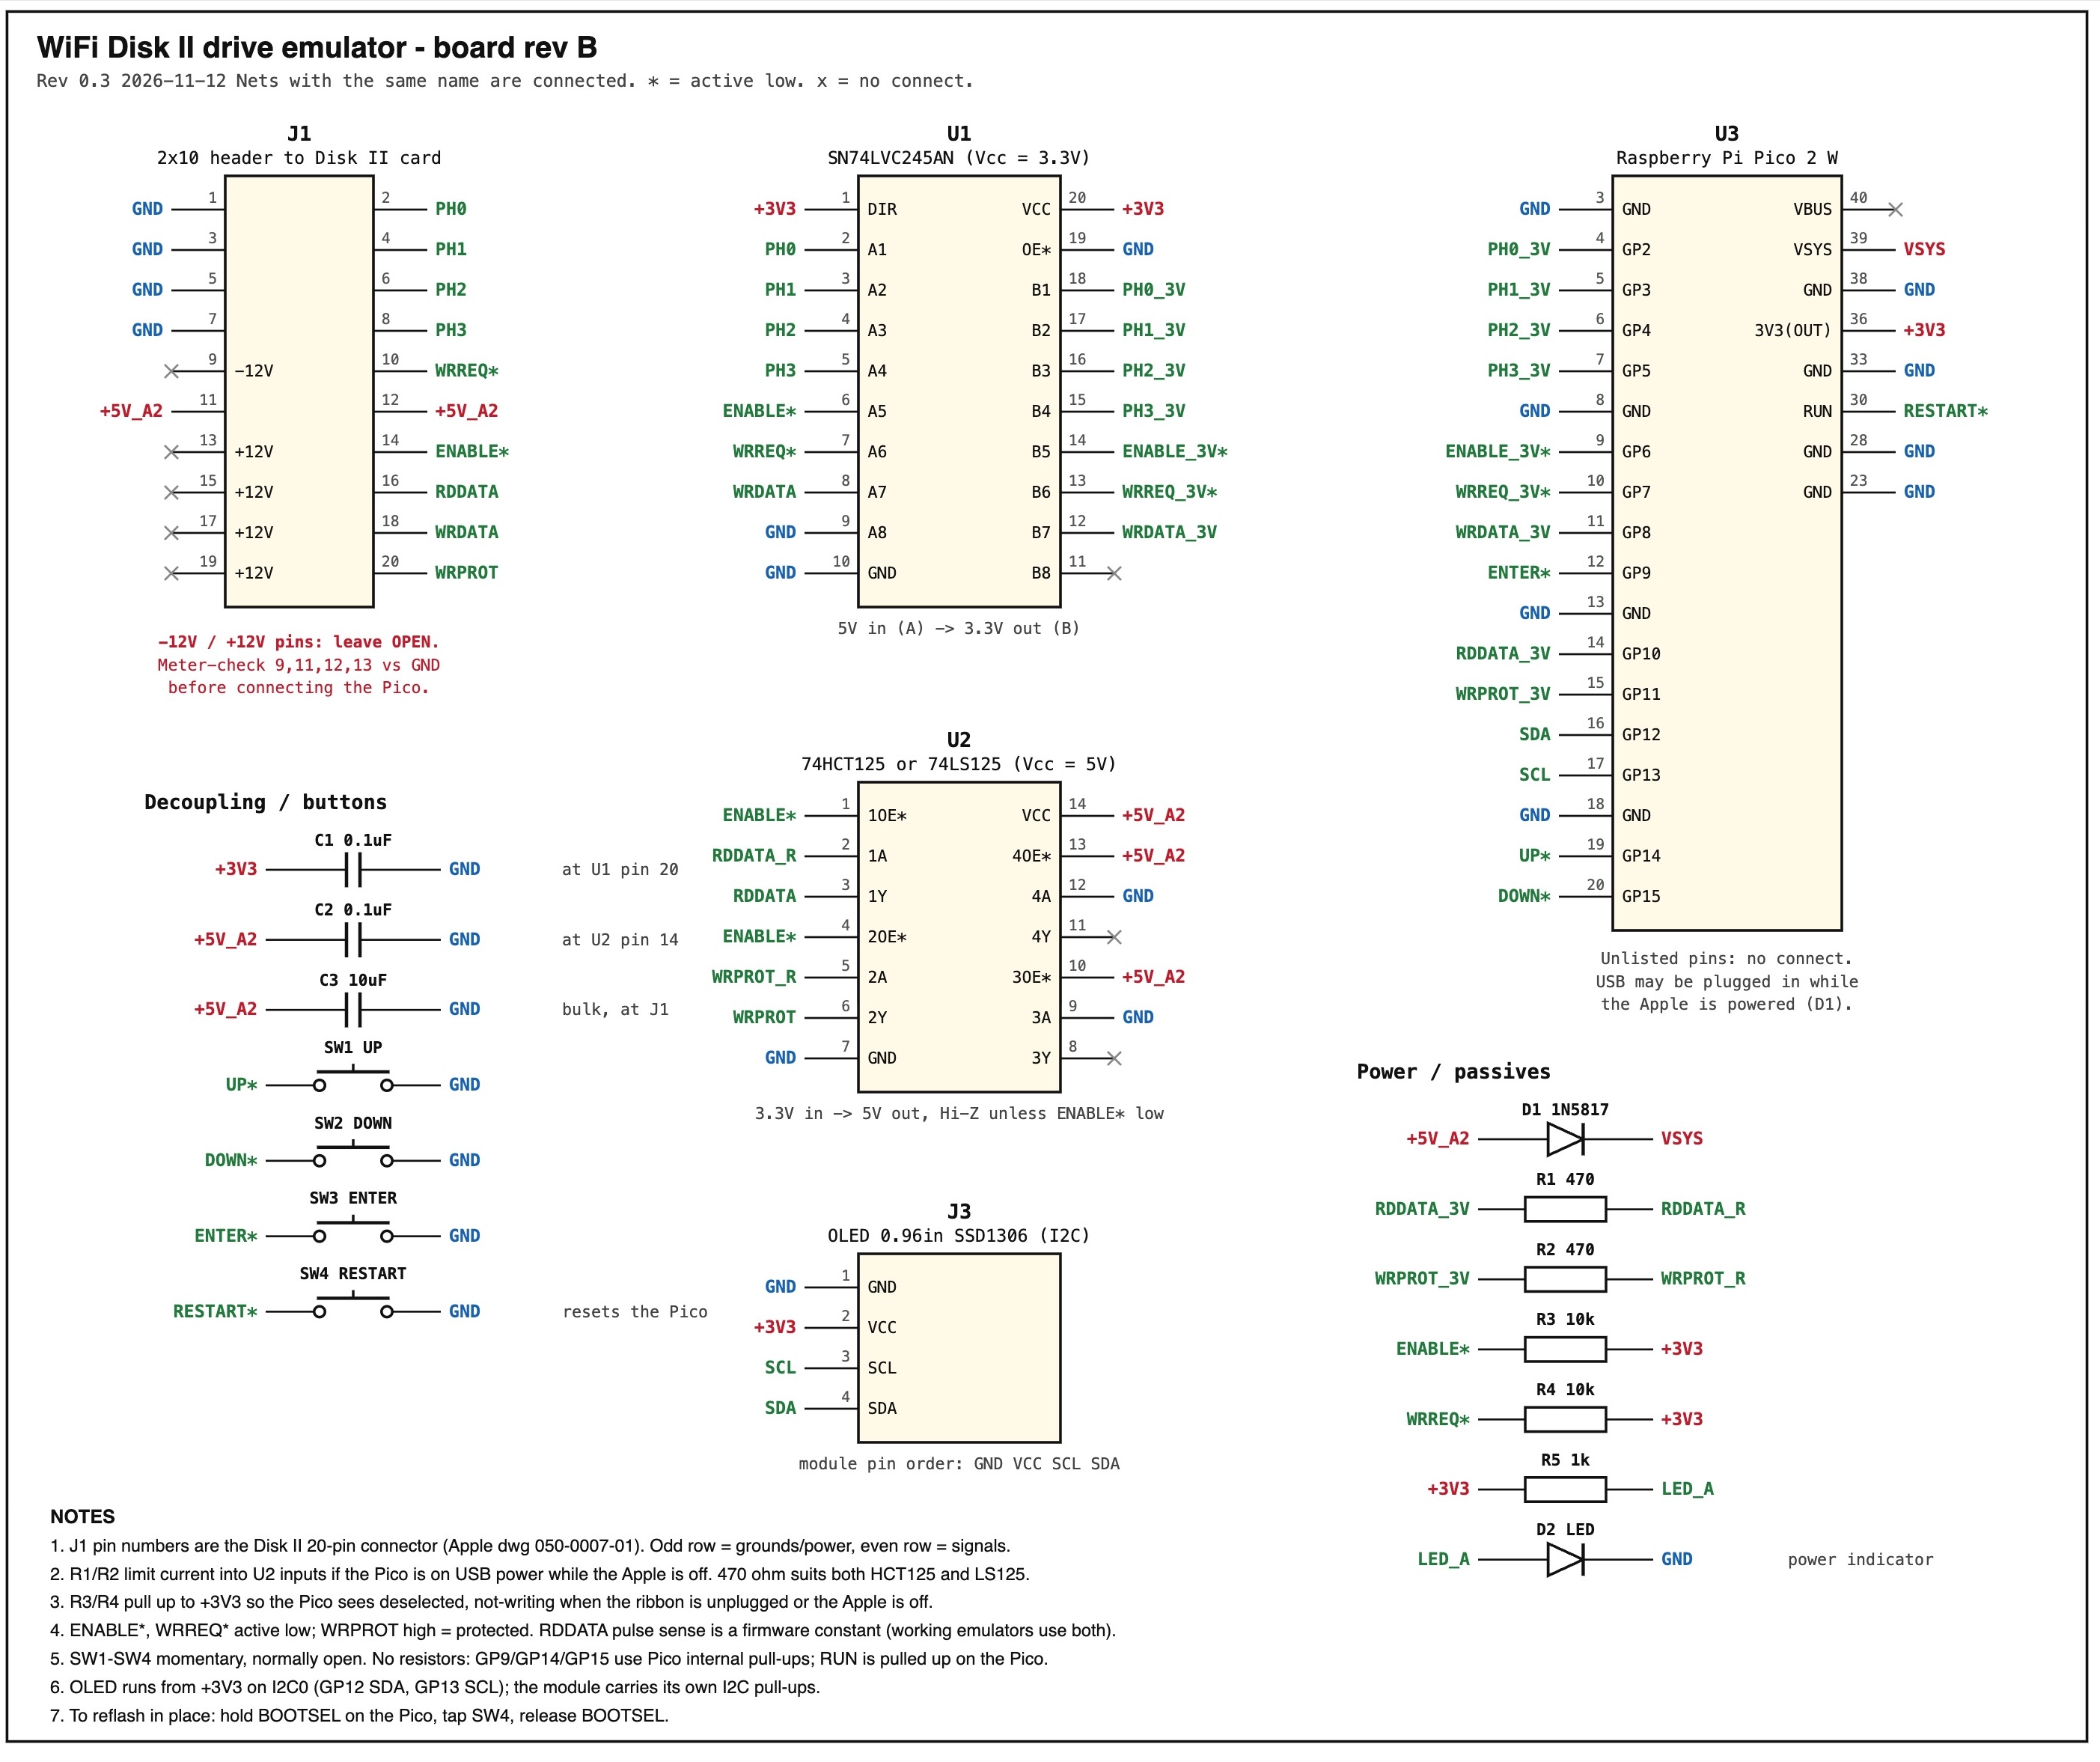 WiFi Disk II drive emulator - board rev B
Rev 0.3 2026-11-12 Nets with the same name are connected. * = active low. x = no connect.
J1
2x10 header to Disk II card
GND 1 2 PH0
GND 3 4 PH1
GND 5 6 PH2
GND 7 8 PH3
9 -12V 10 WRREQ*
+5V_A2 11 12 +5V_A2
13 +12V 14 ENABLE*
15 +12V 16 RDDATA
17 +12V 18 WRDATA
19 +12V 20 WRPROT
-12V / +12V pins: leave OPEN.
Meter-check 9,11,12,13 vs GND
before connecting the Pico.
U1
SN74LVC245AN (Vcc = 3.3V)
+3V3 1 DIR VCC 20 +3V3
PH0 2 A1 OE* 19 GND
PH1 3 A2 B1 18 PH0_3V
PH2 4 A3 B2 17 PH1_3V
PH3 5 A4 B3 16 PH2_3V
ENABLE* 6 A5 B4 15 PH3_3V
WRREQ* 7 A6 B5 14 ENABLE_3V*
WRDATA 8 A7 B6 13 WRREQ_3V*
GND 9 A8 B7 12 WRDATA_3V
GND 10 GND B8 11
5V in (A) -> 3.3V out (B)
U3
Raspberry Pi Pico 2 W
GND 3 GND VBUS 40
PH0_3V 4 GP2 VSYS 39 VSYS
PH1_3V 5 GP3 GND 38 GND
PH2_3V 6 GP4 3V3(OUT) 36 +3V3
PH3_3V 7 GP5 GND 33 GND
GND 8 GND RUN 30 RESTART*
ENABLE_3V* 9 GP6 GND 28 GND
WRREQ_3V* 10 GP7 GND 23 GND
WRDATA_3V 11 GP8
ENTER* 12 GP9
GND 13 GND
RDDATA_3V 14 GP10
WRPROT_3V 15 GP11
SDA 16 GP12
SCL 17 GP13
GND 18 GND
UP* 19 GP14
DOWN* 20 GP15
Unlisted pins: no connect.
USB may be plugged in while
the Apple is powered (D1).
Decoupling / buttons
C1 0.1uF
+3V3 GND at U1 pin 20
C2 0.1uF
+5V_A2 GND at U2 pin 14
C3 10uF
+5V_A2 GND bulk, at J1
SW1 UP
UP* GND
SW2 DOWN
DOWN* GND
SW3 ENTER
ENTER* GND
SW4 RESTART
RESTART* GND resets the Pico
U2
74HCT125 or 74LS125 (Vcc = 5V)
ENABLE* 1 1OE* VCC 14 +5V_A2
RDDATA_R 2 1A 4OE* 13 +5V_A2
RDDATA 3 1Y 4A 12 GND
ENABLE* 4 2OE* 4Y 11
WRPROT_R 5 2A 3OE* 10 +5V_A2
WRPROT 6 2Y 3A 9 GND
GND 7 GND 3Y 8
3.3V in -> 5V out, Hi-Z unless ENABLE* low
J3
OLED 0.96in SSD1306 (I2C)
GND 1 GND
+3V3 2 VCC
SCL 3 SCL
SDA 4 SDA
module pin order: GND VCC SCL SDA
Power / passives
D1 1N5817
+5V_A2 VSYS
R1 470
RDDATA_3V RDDATA_R
R2 470
WRPROT_3V WRPROT_R
R3 10k
ENABLE* +3V3
R4 10k
WRREQ* +3V3
R5 1k
+3V3 LED_A
D2 LED
LED_A GND power indicator
NOTES
1. J1 pin numbers are the Disk II 20-pin connector (Apple dwg 050-0007-01). Odd row = grounds/power, even row = signals.
2. R1/R2 limit current into U2 inputs if the Pico is on USB power while the Apple is off. 470 ohm suits both HCT125 and LS125.
3. R3/R4 pull up to +3V3 so the Pico sees deselected, not-writing when the ribbon is unplugged or the Apple is off.
4. ENABLE*, WRREQ* active low; WRPROT high = protected. RDDATA pulse sense is a firmware constant (working emulators use both).
5. SW1-SW4 momentary, normally open. No resistors: GP9/GP14/GP15 use Pico internal pull-ups; RUN is pulled up on the Pico.
6. OLED runs from +3V3 on I2C0 (GP12 SDA, GP13 SCL); the module carries its own I2C pull-ups.
7. To reflash in place: hold BOOTSEL on the Pico, tap SW4, release BOOTSEL.